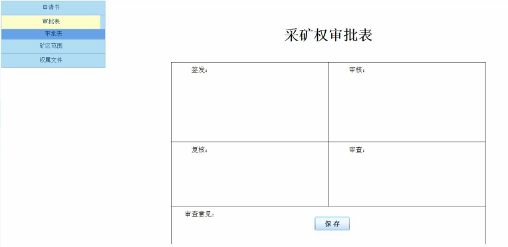 申请书
审批表
审批表
矿区范围
权属文件
采矿权审批表
签发：
审核：
复核：
审查：
审查意见：
保 存